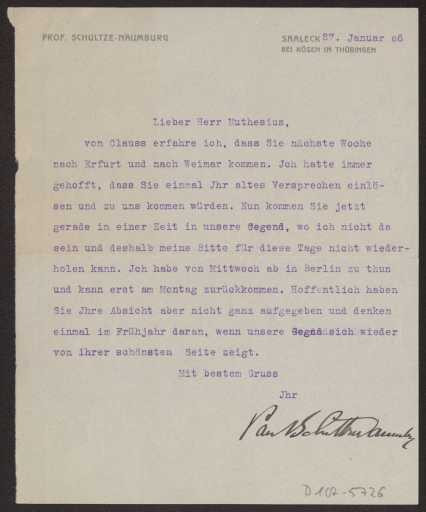 PROF. SCHULTZE-NAUMBURG
SAALECK 27. Januar 06
BEI KÖSEN IN THÜRINGEN
Lieber Herr Muthesius,
von Clauss erfahre ich, dass Sie nächste Woche
nach Erfurt und nach Weimar kommen. Jch hatte immer
gehofft, dass Sie einmal Jhr altes Versprechen einlö-
sen und zu uns kommen würden. Nun kommen Sie jetzt
gerade in einer Zeit in unsere Gegend, wo ich nicht da
sein und deshalb meine Bitte für diese Tage nicht wieder-
holen kann. Jch habe von Mittwoch ab in Berlin zu thun
und kann erst am Montag zurückkommen. Hoffentlich haben
Sie Jhre Absicht aber nicht ganz aufgegeben und denken
einmal im Frühjahr daran, wenn unsere Gegend sich wieder
von ihrer schönsten Seite zeigt.
Mit bestem Gruss
Jhr
Paul Schultze Naumburg
D 102-5726